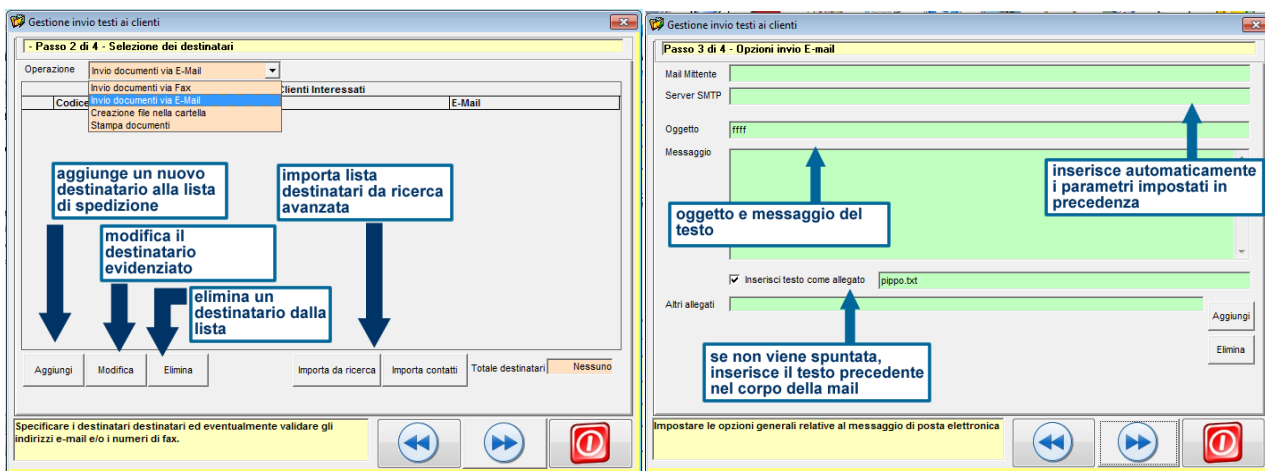 Gestione invio testi ai clienti
- Passo 2 di 4 - Selezione dei destinatari
Operazione
Invio documenti via E-Mail
Clienti Interessati
Invio documenti via Fax
Invio documenti via E-Mail
Creazione file nella cartella
Stampa documenti
Codice
E-Mail
aggiunge un nuovo
destinatario alla lista
di spedizione
importa lista
destinatari da ricerca
avanzata
modifica il
destinatario
evidenziato
elimina un
destinatario dalla
lista
Aggiungi
Modifica
Elimina
Importa da ricerca
Importa contatti
Totale destinatari
Nessuno
Specificare i destinatari destinatari ed eventualmente validare gli
indirizzi e-mail e/o i numeri di fax.
Gestione invio testi ai clienti
Passo 3 di 4 - Opzioni invio E-mail
Mail Mittente
Server SMTP
Oggetto
ffff
Messaggio
inserisce automaticamente
i parametri impostati in
precedenza
oggetto e messaggio del
testo
Inserisci testo come allegato
pippo.txt
Altri allegati
Aggiungi
Elimina
se non viene spuntata,
inserisce il testo precedente
nel corpo della mail
Impostare le opzioni generali relative al messaggio di posta elettronica